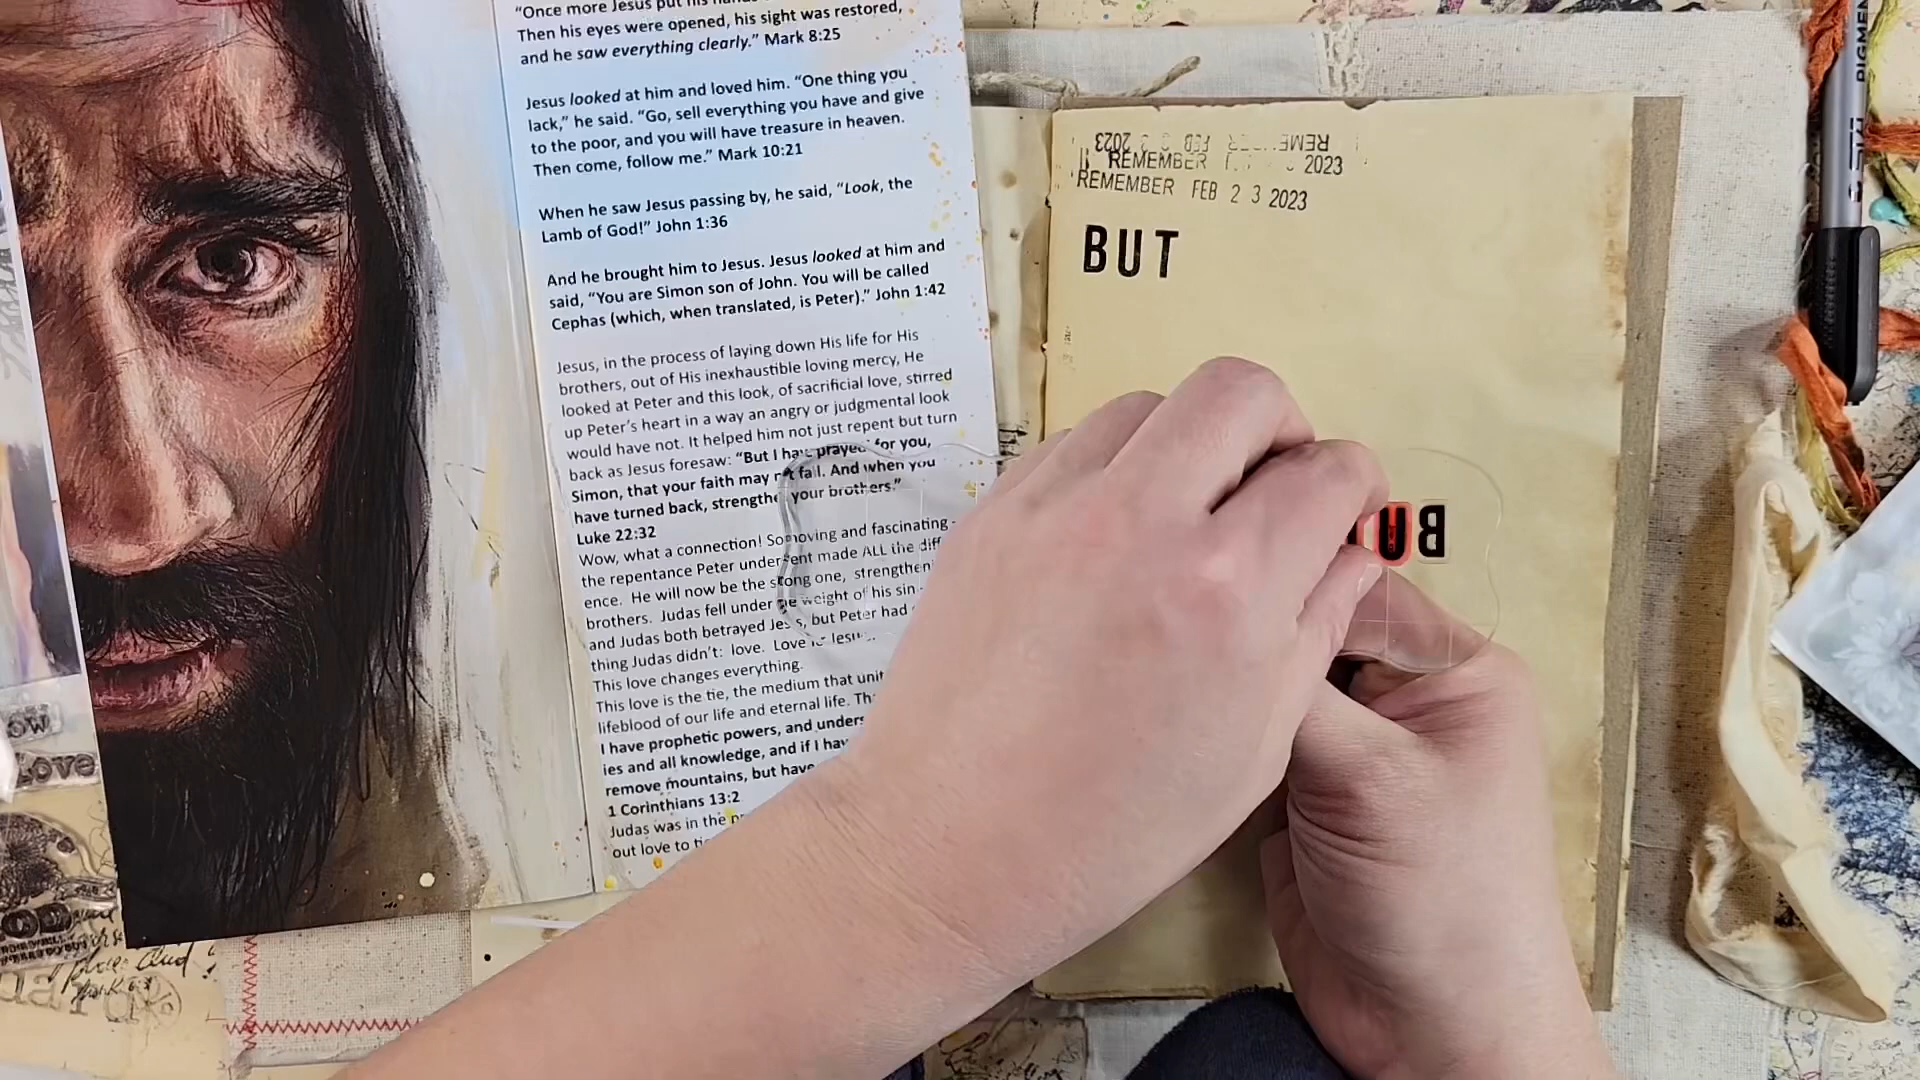 "Once more Jesus put his
Then his eyes were opened, his sight was restored,
and he saw everything clearly." Mark 8:25
Jesus looked at him and loved him. "One thing you
lack," he said. "Go, sell everything you have and give
to the poor, and you will have treasure in heaven.
Then come, follow me." Mark 10:21
When he saw Jesus passing by, he said, "Look, the
Lamb of God!" John 1:36
And he brought him to Jesus. Jesus looked at him and
said, "You are Simon son of John. You will be called
Cephas (which, when translated, is Peter)." John 1:42
Jesus, in the process of laying down His life for His
brothers, out of His inexhaustible loving mercy, He
looked at Peter and this look, of sacrificial love, stirred
up Peter's heart in a way an angry or judgmental look
would have not. It helped him not just repent but turn
back as Jesus foresaw: "But I have prayed for you,
Simon, that your faith may not fail. And when you
have turned back, strengthen your brothers."
Luke 22:32
Wow, what a connection! So moving and fascinating -
the repentance Peter underwent made ALL the
ence. He will now be the strong one, strengthen
brothers. Judas fell under the weight of his sin
and Judas both betrayed Jesus, but Peter had
thing Judas didn't: love. Love
This love changes everything.
This love is the tie, the medium that
lifeblood of our life and eternal life.
I have prophetic powers, and
ies and all knowledge, and if I
remove mountains, but have
1 Corinthians 13:2
Judas was in the
out love to
REMEMBER FEB 2023
REMEMBER 2023
REMEMBER FEB 2 3 2023
BUT
BU
Love